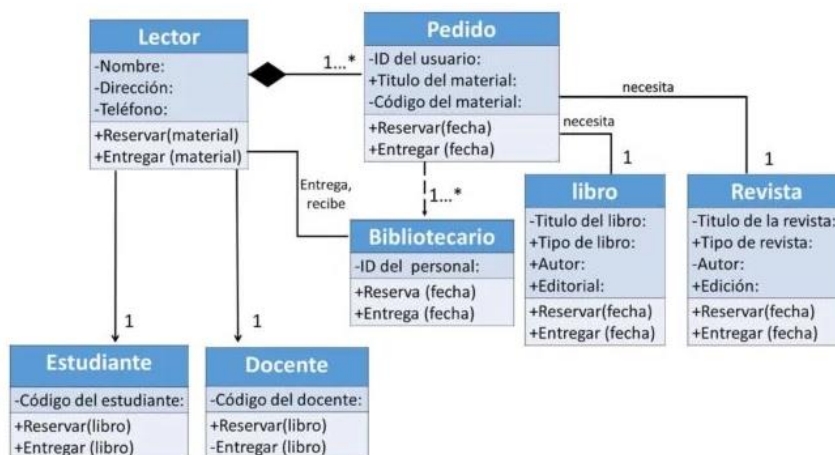 Lector
-Nombre:
-Dirección:
-Teléfono:
+Reservar(material)
+Entregar (material)
1...*
Pedido
-ID del usuario:
+Titulo del material:
-Código del material:
+Reservar(fecha)
+Entregar (fecha)
necesita
necesita
1
1
Entrega,
recibe
1...*
Bibliotecario
-ID del personal:
+Reserva (fecha)
+Entrega (fecha)
libro
-Titulo del libro:
+Tipo de libro:
+Autor:
+Editorial:
+Reservar(fecha)
+Entregar (fecha)
Revista
-Titulo de la revista:
+Tipo de revista:
-Autor:
+Edición:
+Reservar(fecha)
+Entregar (fecha)
1
1
Estudiante
-Código del estudiante:
+Reservar(libro)
+Entregar (libro)
Docente
-Código del docente:
+Reservar(libro)
-Entregar (libro)